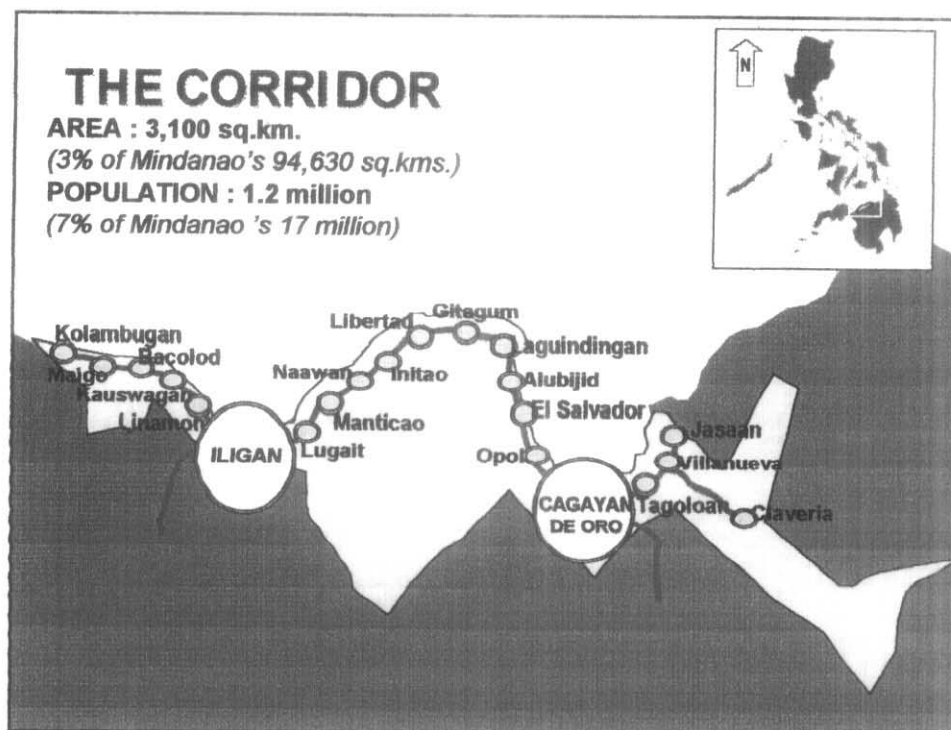 THE CORRIDOR
AREA : 3,100 sq.km.
(3% of Mindanao's 94,630 sq.kms.)
POPULATION : 1.2 million
(7% of Mindanao 's 17 million)
N
Kolambugan
Maigo
Bacolod
Kauswagan
Linamon
ILIGAN
Lugait
Manticao
Naawan
Initao
Libertad
Gitagum
Laguindingan
Alubijid
El Salvador
Opol
CAGAYAN
DE ORO
Tagoloan
Villanueva
Jasaan
Claveria